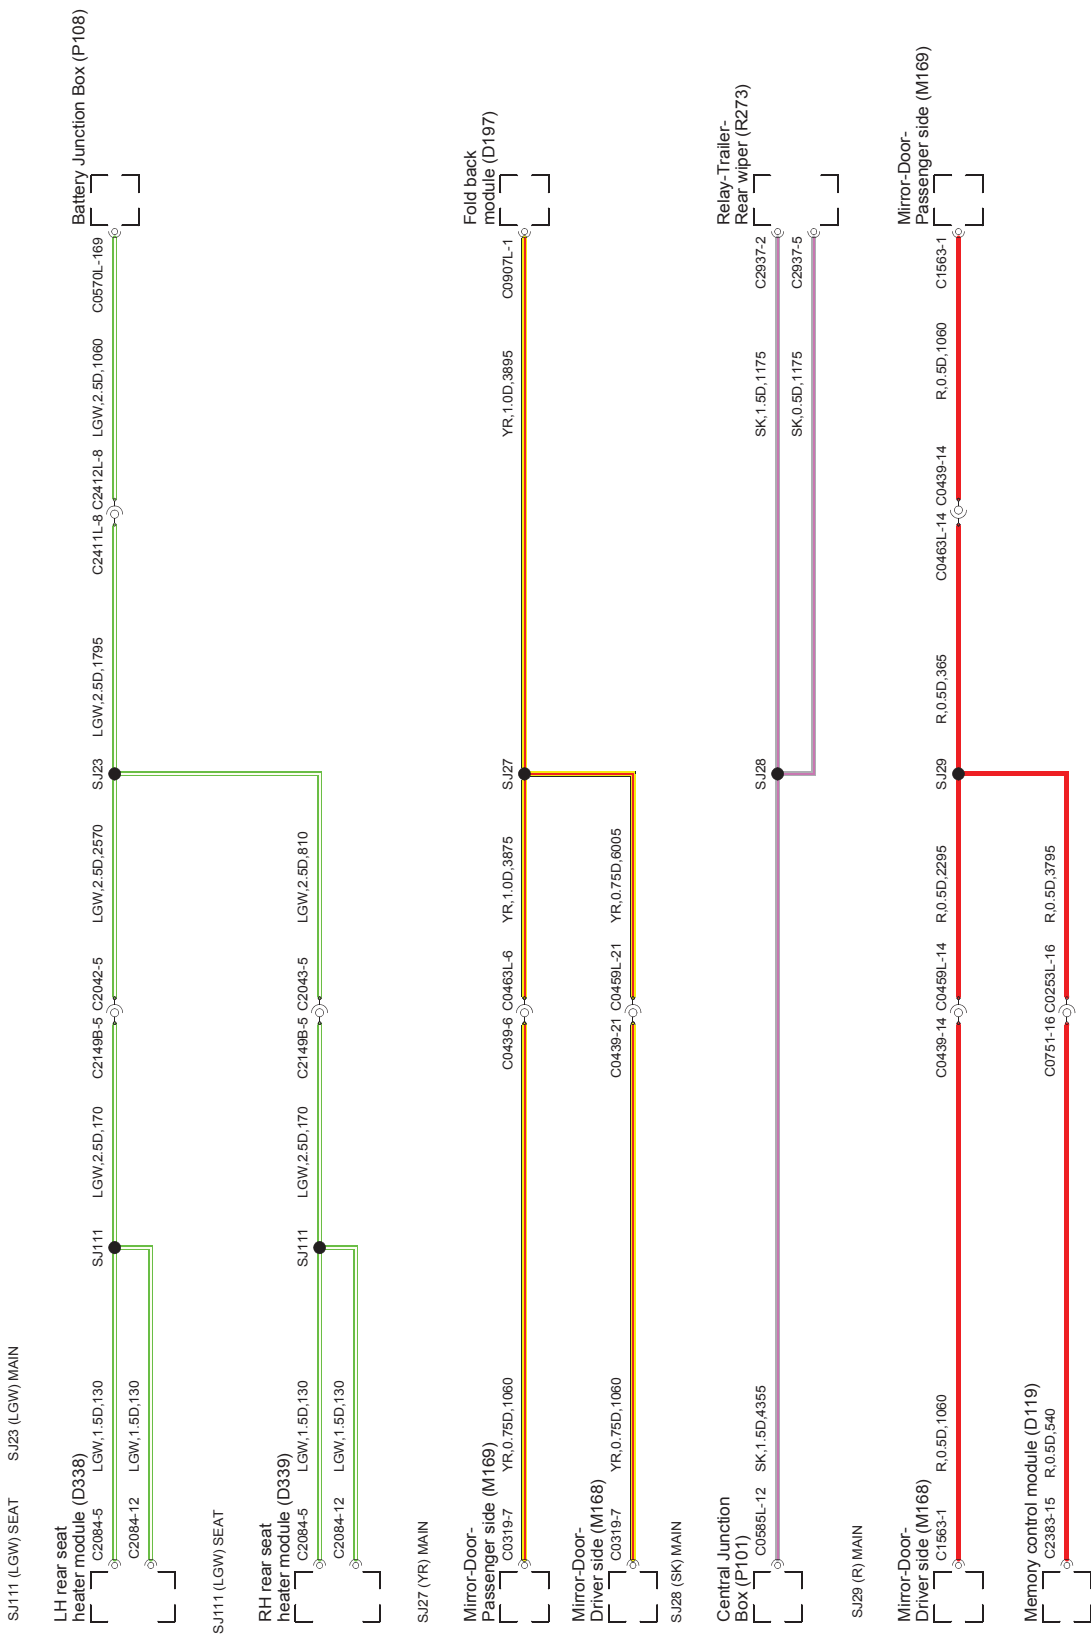 SJ111 (LGW) SEAT
SJ23 (LGW) MAIN
LH rear seat
heater module (D338)
Battery Junction Box (P108)
C2084-5
LGW,1.5D,130
SJ111
LGW,2.5D,170
C2149B-5
C2042-5
LGW,2.5D,2570
SJ23
LGW,2.5D,1795
C2411L-8
C2412L-8
LGW,2.5D,1060
C0570L-169
C2084-12
LGW,1.5D,130
SJ111 (LGW) SEAT
RH rear seat
heater module (D339)
C2084-5
LGW,1.5D,130
SJ111
LGW,2.5D,170
C2149B-5
C2043-5
LGW,2.5D,810
C2084-12
LGW,1.5D,130
SJ27 (YR) MAIN
Mirror-Door-
Passenger side (M169)
Fold back
module (D197)
C0319-7
YR,0.75D,1060
C0439-6
C0463L-6
YR,1.0D,3875
SJ27
YR,1.0D,3895
C0907L-1
Mirror-Door-
Driver side (M168)
C0319-7
YR,0.75D,1060
C0439-21
C0459L-21
YR,0.75D,6005
SJ28 (SK) MAIN
Central Junction
Box (P101)
Relay-Trailer-
Rear wiper (R273)
C0585L-12
SK,1.5D,4355
SJ28
SK,1.5D,1175
C2937-2
SK,0.5D,1175
C2937-5
SJ29 (R) MAIN
Mirror-Door-
Driver side (M168)
Mirror-Door-
Passenger side (M169)
C1563-1
R,0.5D,1060
C0439-14
C0459L-14
R,0.5D,2295
SJ29
R,0.5D,365
C0463L-14
C0439-14
R,0.5D,1060
C1563-1
Memory control module (D119)
C2383-15
R,0.5D,540
C0751-16
C0253L-16
R,0.5D,3795